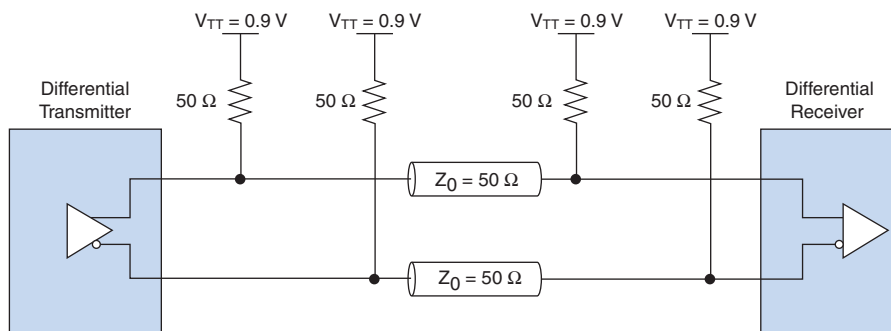 V_TT = 0.9 V V_TT = 0.9 V V_TT = 0.9 V V_TT = 0.9 V
Differential
Transmitter
50 Ω 50 Ω 50 Ω 50 Ω
Differential
Receiver
Z_0 = 50 Ω
Z_0 = 50 Ω